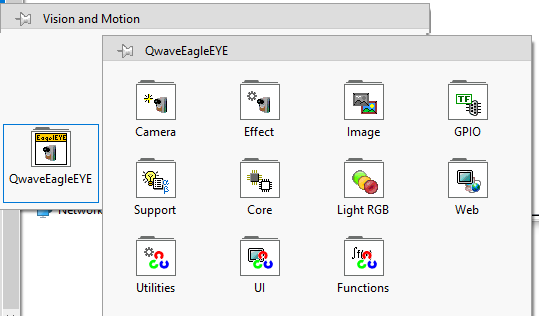 Vision and Motion
QwaveEagleEYE
Camera
Effect
Image
TF
GPIO
EagleEYE
QwaveEagleEYE
Support
Core
Light RGB
Web
Network
Utilities
UI
∫f(x)
Functions